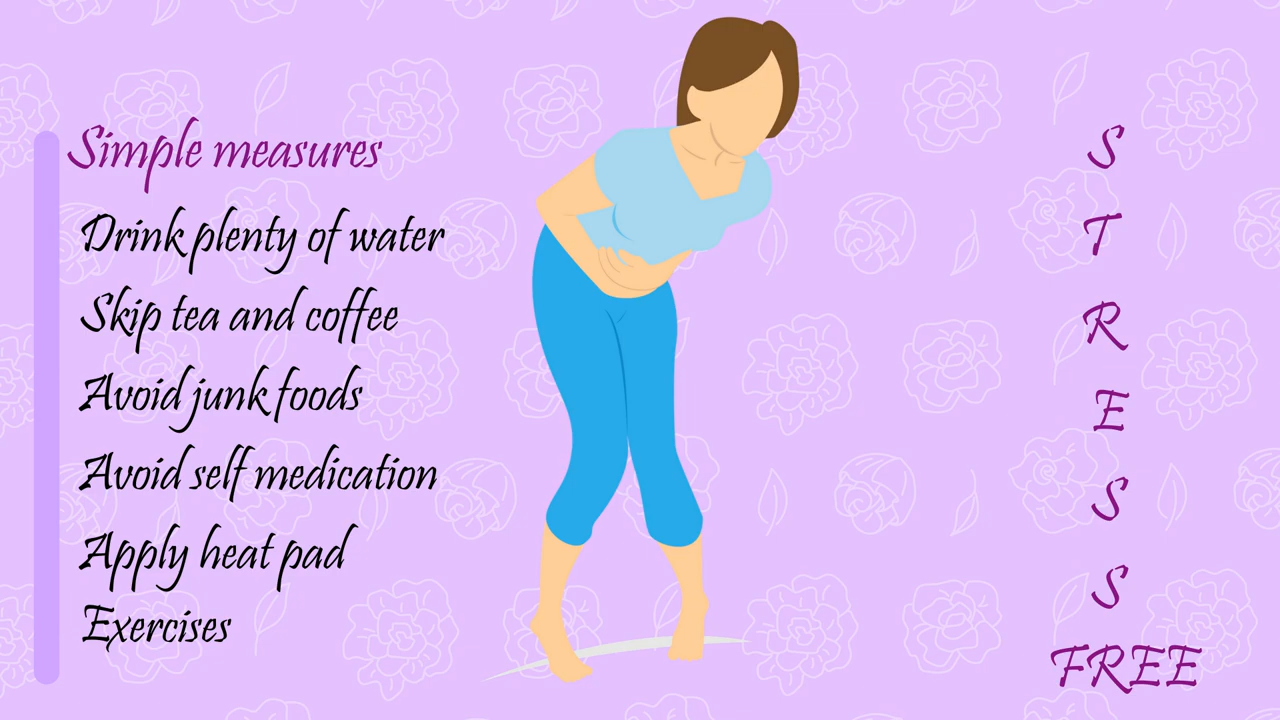 Simple measures
Drink plenty of water
Skip tea and coffee
Avoid junk foods
Avoid self medication
Apply heat pad
Exercises
S
T
R
E
S
S
FREE